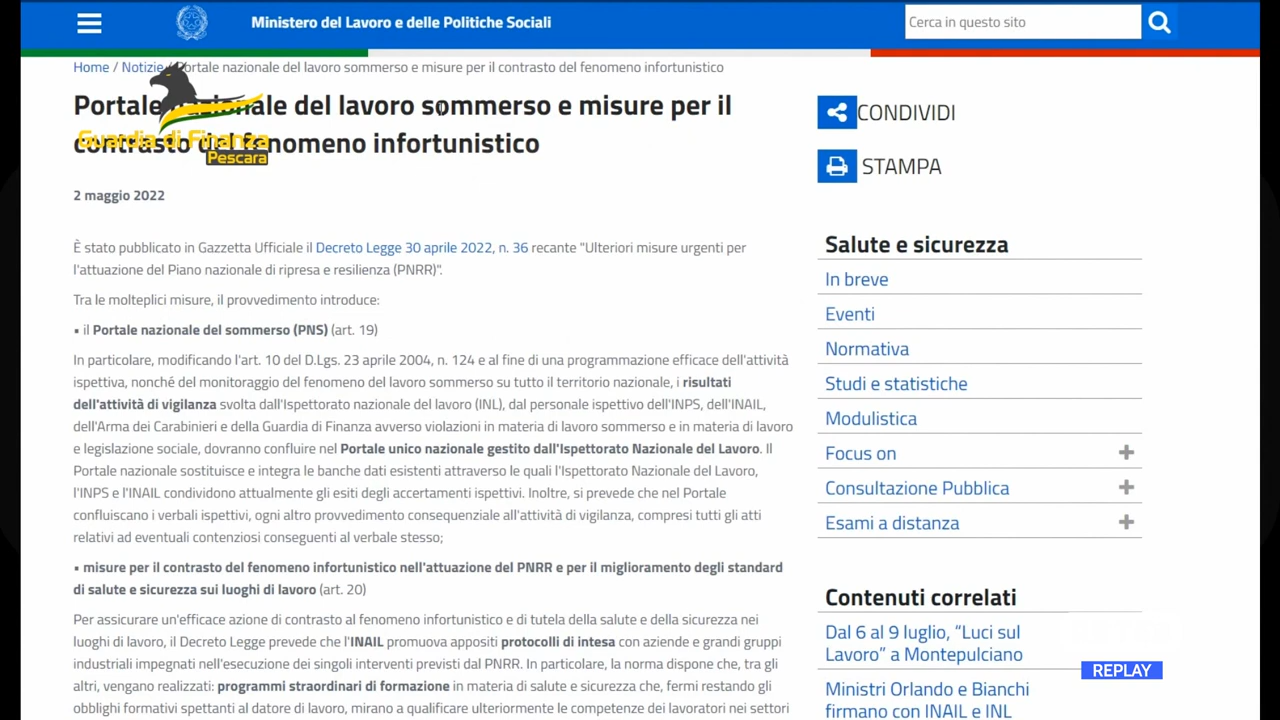 Ministero del Lavoro e delle Politiche Sociali
Cerca in questo sito
Home / Notizie / Portale nazionale del lavoro sommerso e misure per il contrasto del fenomeno infortunistico
Portale nazionale del lavoro sommerso e misure per il
contrasto del fenomeno infortunistico
Guardia di Finanza
Pescara
2 maggio 2022
È stato pubblicato in Gazzetta Ufficiale il Decreto Legge 30 aprile 2022, n. 36 recante "Ulteriori misure urgenti per
l'attuazione del Piano nazionale di ripresa e resilienza (PNRR)".
Tra le molteplici misure, il provvedimento introduce:
• il Portale nazionale del sommerso (PNS) (art. 19)
In particolare, modificando l'art. 10 del D.Lgs. 23 aprile 2004, n. 124 e al fine di una programmazione efficace dell'attività
ispettiva, nonché del monitoraggio del fenomeno del lavoro sommerso su tutto il territorio nazionale, i risultati
dell'attività di vigilanza svolta dall'Ispettorato nazionale del lavoro (INL), dal personale ispettivo dell'INPS, dell'INAIL,
dell'Arma dei Carabinieri e della Guardia di Finanza avverso violazioni in materia di lavoro sommerso e in materia di lavoro
e legislazione sociale, dovranno confluire nel Portale unico nazionale gestito dall'Ispettorato Nazionale del Lavoro. Il
Portale nazionale sostituisce e integra le banche dati esistenti attraverso le quali l'Ispettorato Nazionale del Lavoro,
l'INPS e l'INAIL condividono attualmente gli esiti degli accertamenti ispettivi. Inoltre, si prevede che nel Portale
confluiscano i verbali ispettivi, ogni altro provvedimento consequenziale all'attività di vigilanza, compresi tutti gli atti
relativi ad eventuali contenziosi conseguenti al verbale stesso;
• misure per il contrasto del fenomeno infortunistico nell'attuazione del PNRR e per il miglioramento degli standard
di salute e sicurezza sui luoghi di lavoro (art. 20)
Per assicurare un'efficace azione di contrasto al fenomeno infortunistico e di tutela della salute e della sicurezza nei
luoghi di lavoro, il Decreto Legge prevede che l'INAIL promuova appositi protocolli di intesa con aziende e grandi gruppi
industriali impegnati nell'esecuzione dei singoli interventi previsti dal PNRR. In particolare, la norma dispone che, tra gli
altri, vengano realizzati: programmi straordinari di formazione in materia di salute e sicurezza che, fermi restando gli
obblighi formativi spettanti al datore di lavoro, mirano a qualificare ulteriormente le competenze dei lavoratori nei settori
CONDIVIDI
STAMPA
Salute e sicurezza
In breve
Eventi
Normativa
Studi e statistiche
Modulistica
Focus on
Consultazione Pubblica
Esami a distanza
Contenuti correlati
Dal 6 al 9 luglio, “Luci sul
Lavoro” a Montepulciano
REPLAY
Ministri Orlando e Bianchi
firmano con INAIL e INL